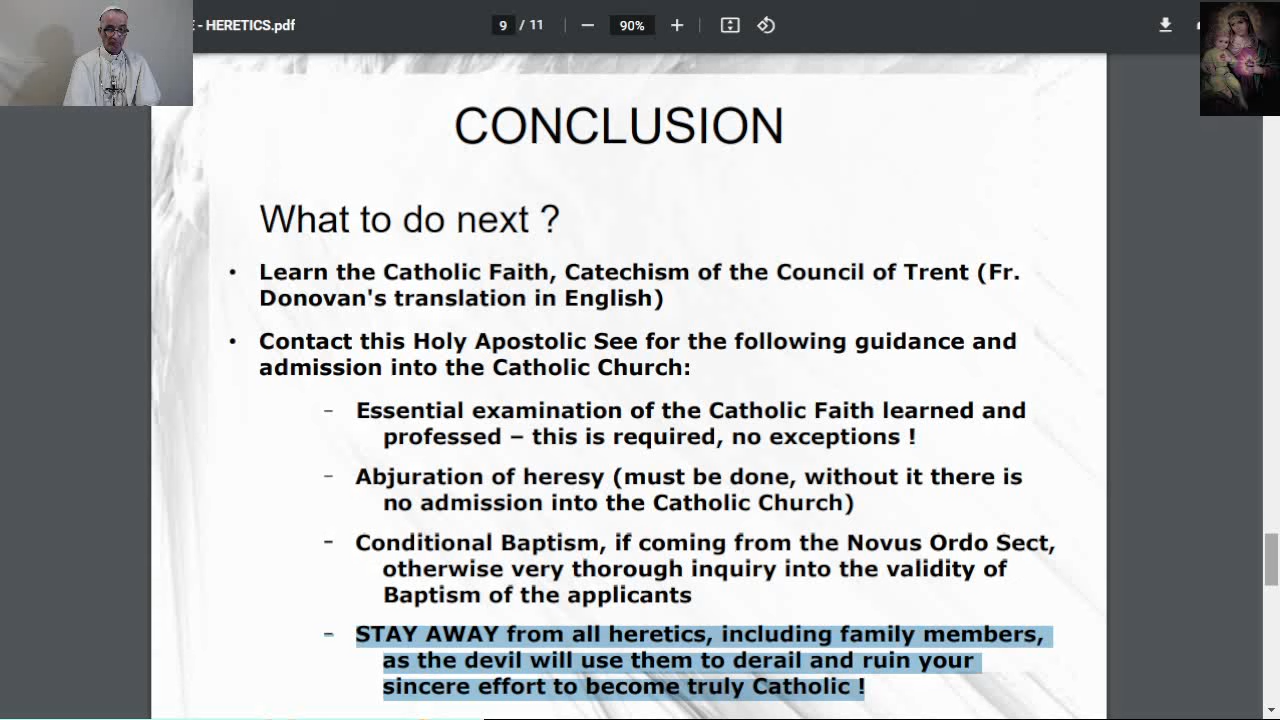 - HERETICS.pdf
9 / 11
90%
CONCLUSION
What to do next ?
• Learn the Catholic Faith, Catechism of the Council of Trent (Fr.
Donovan's translation in English)
• Contact this Holy Apostolic See for the following guidance and
admission into the Catholic Church:
– Essential examination of the Catholic Faith learned and
professed – this is required, no exceptions !
– Abjuration of heresy (must be done, without it there is
no admission into the Catholic Church)
– Conditional Baptism, if coming from the Novus Ordo Sect,
otherwise very thorough inquiry into the validity of
Baptism of the applicants
– STAY AWAY from all heretics, including family members,
as the devil will use them to derail and ruin your
sincere effort to become truly Catholic !